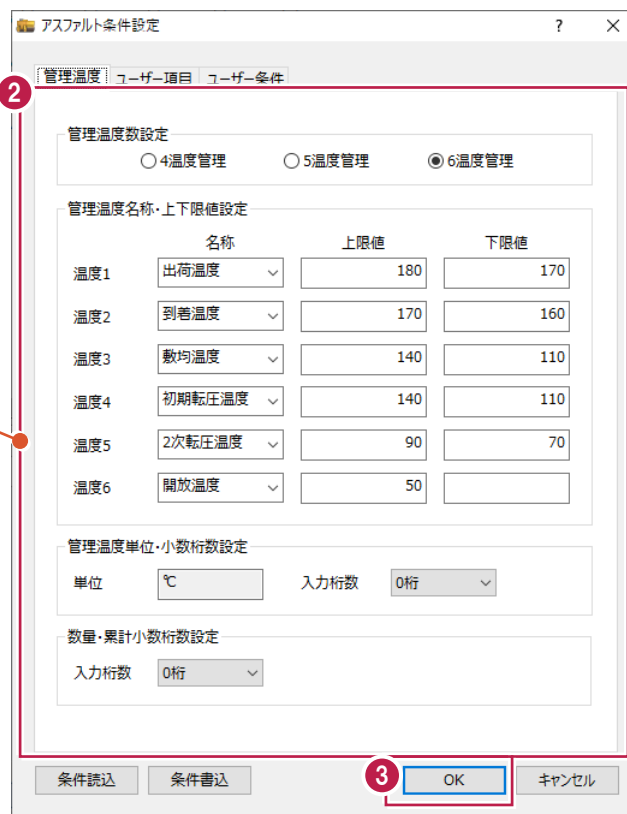 アスファルト条件設定 ? ×
管理温度 ユーザー項目 ユーザー条件
2
管理温度数設定
4温度管理 5温度管理 6温度管理
管理温度名称・上下限値設定
名称 上限値 下限値
温度1 出荷温度 180 170
温度2 到着温度 170 160
温度3 敷均温度 140 110
温度4 初期転圧温度 140 110
温度5 2次転圧温度 90 70
温度6 開放温度 50
管理温度単位・小数桁数設定
単位 ℃ 入力桁数 0桁
数量・累計小数桁数設定
入力桁数 0桁
条件読込 条件書込 3 OK キャンセル